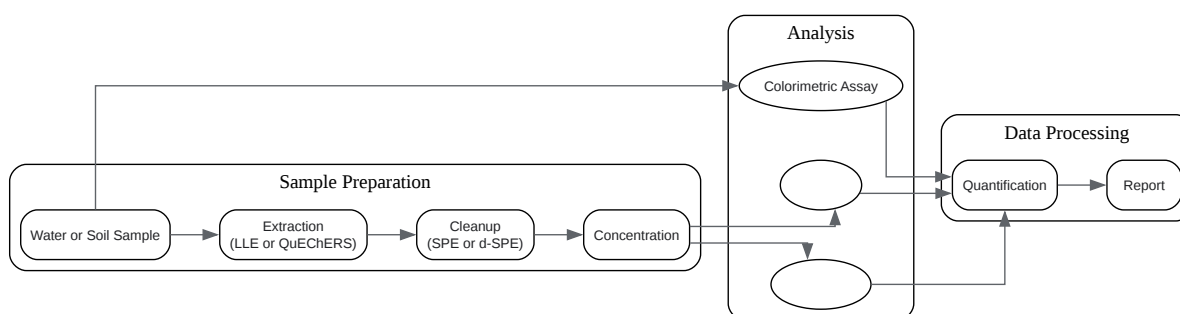 Analysis
Colorimetric Assay
Data Processing
Sample Preparation
Quantification
Report
Water or Soil Sample
Extraction
(LLE or QuEChERS)
Cleanup
(SPE or d-SPE)
Concentration